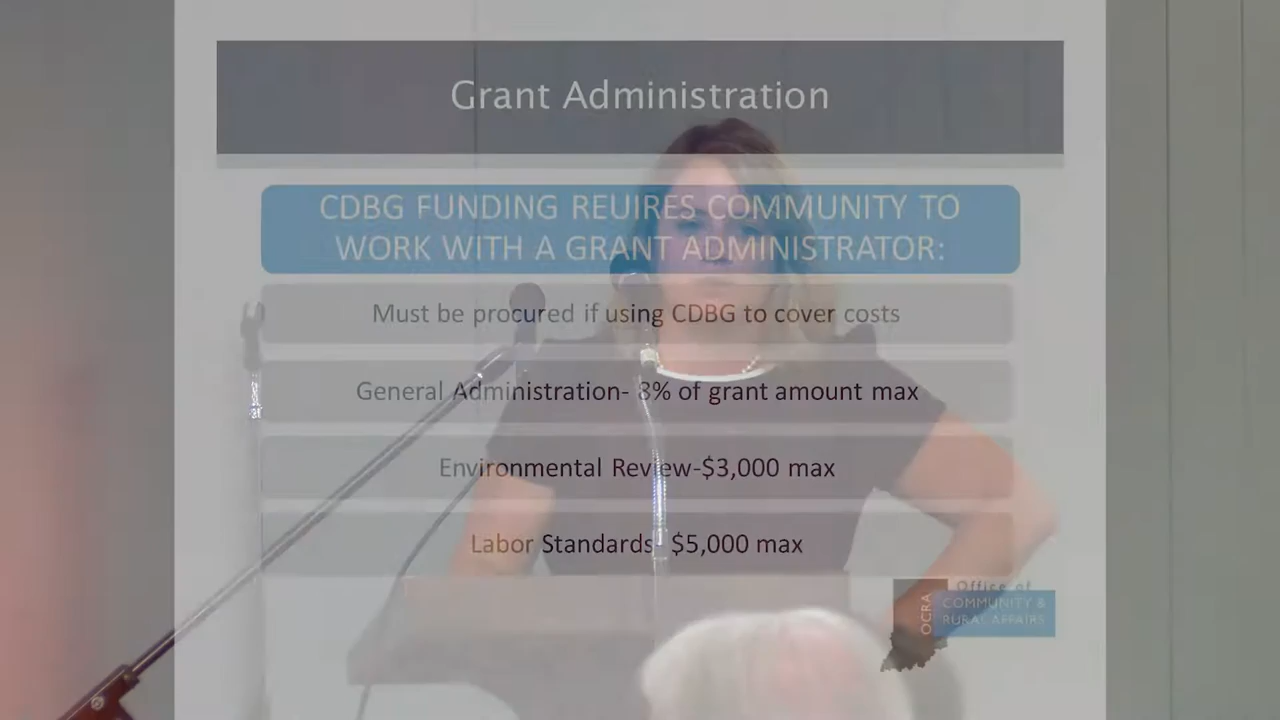 Grant Administration
CDBG FUNDING REUIRES COMMUNITY TO
WORK WITH A GRANT ADMINISTRATOR:
Must be procured if using CDBG to cover costs
General Administration- 8% of grant amount max
Environmental Review-$3,000 max
Labor Standards- $5,000 max
OCRA
Office of
COMMUNITY &
RURAL AFFAIRS